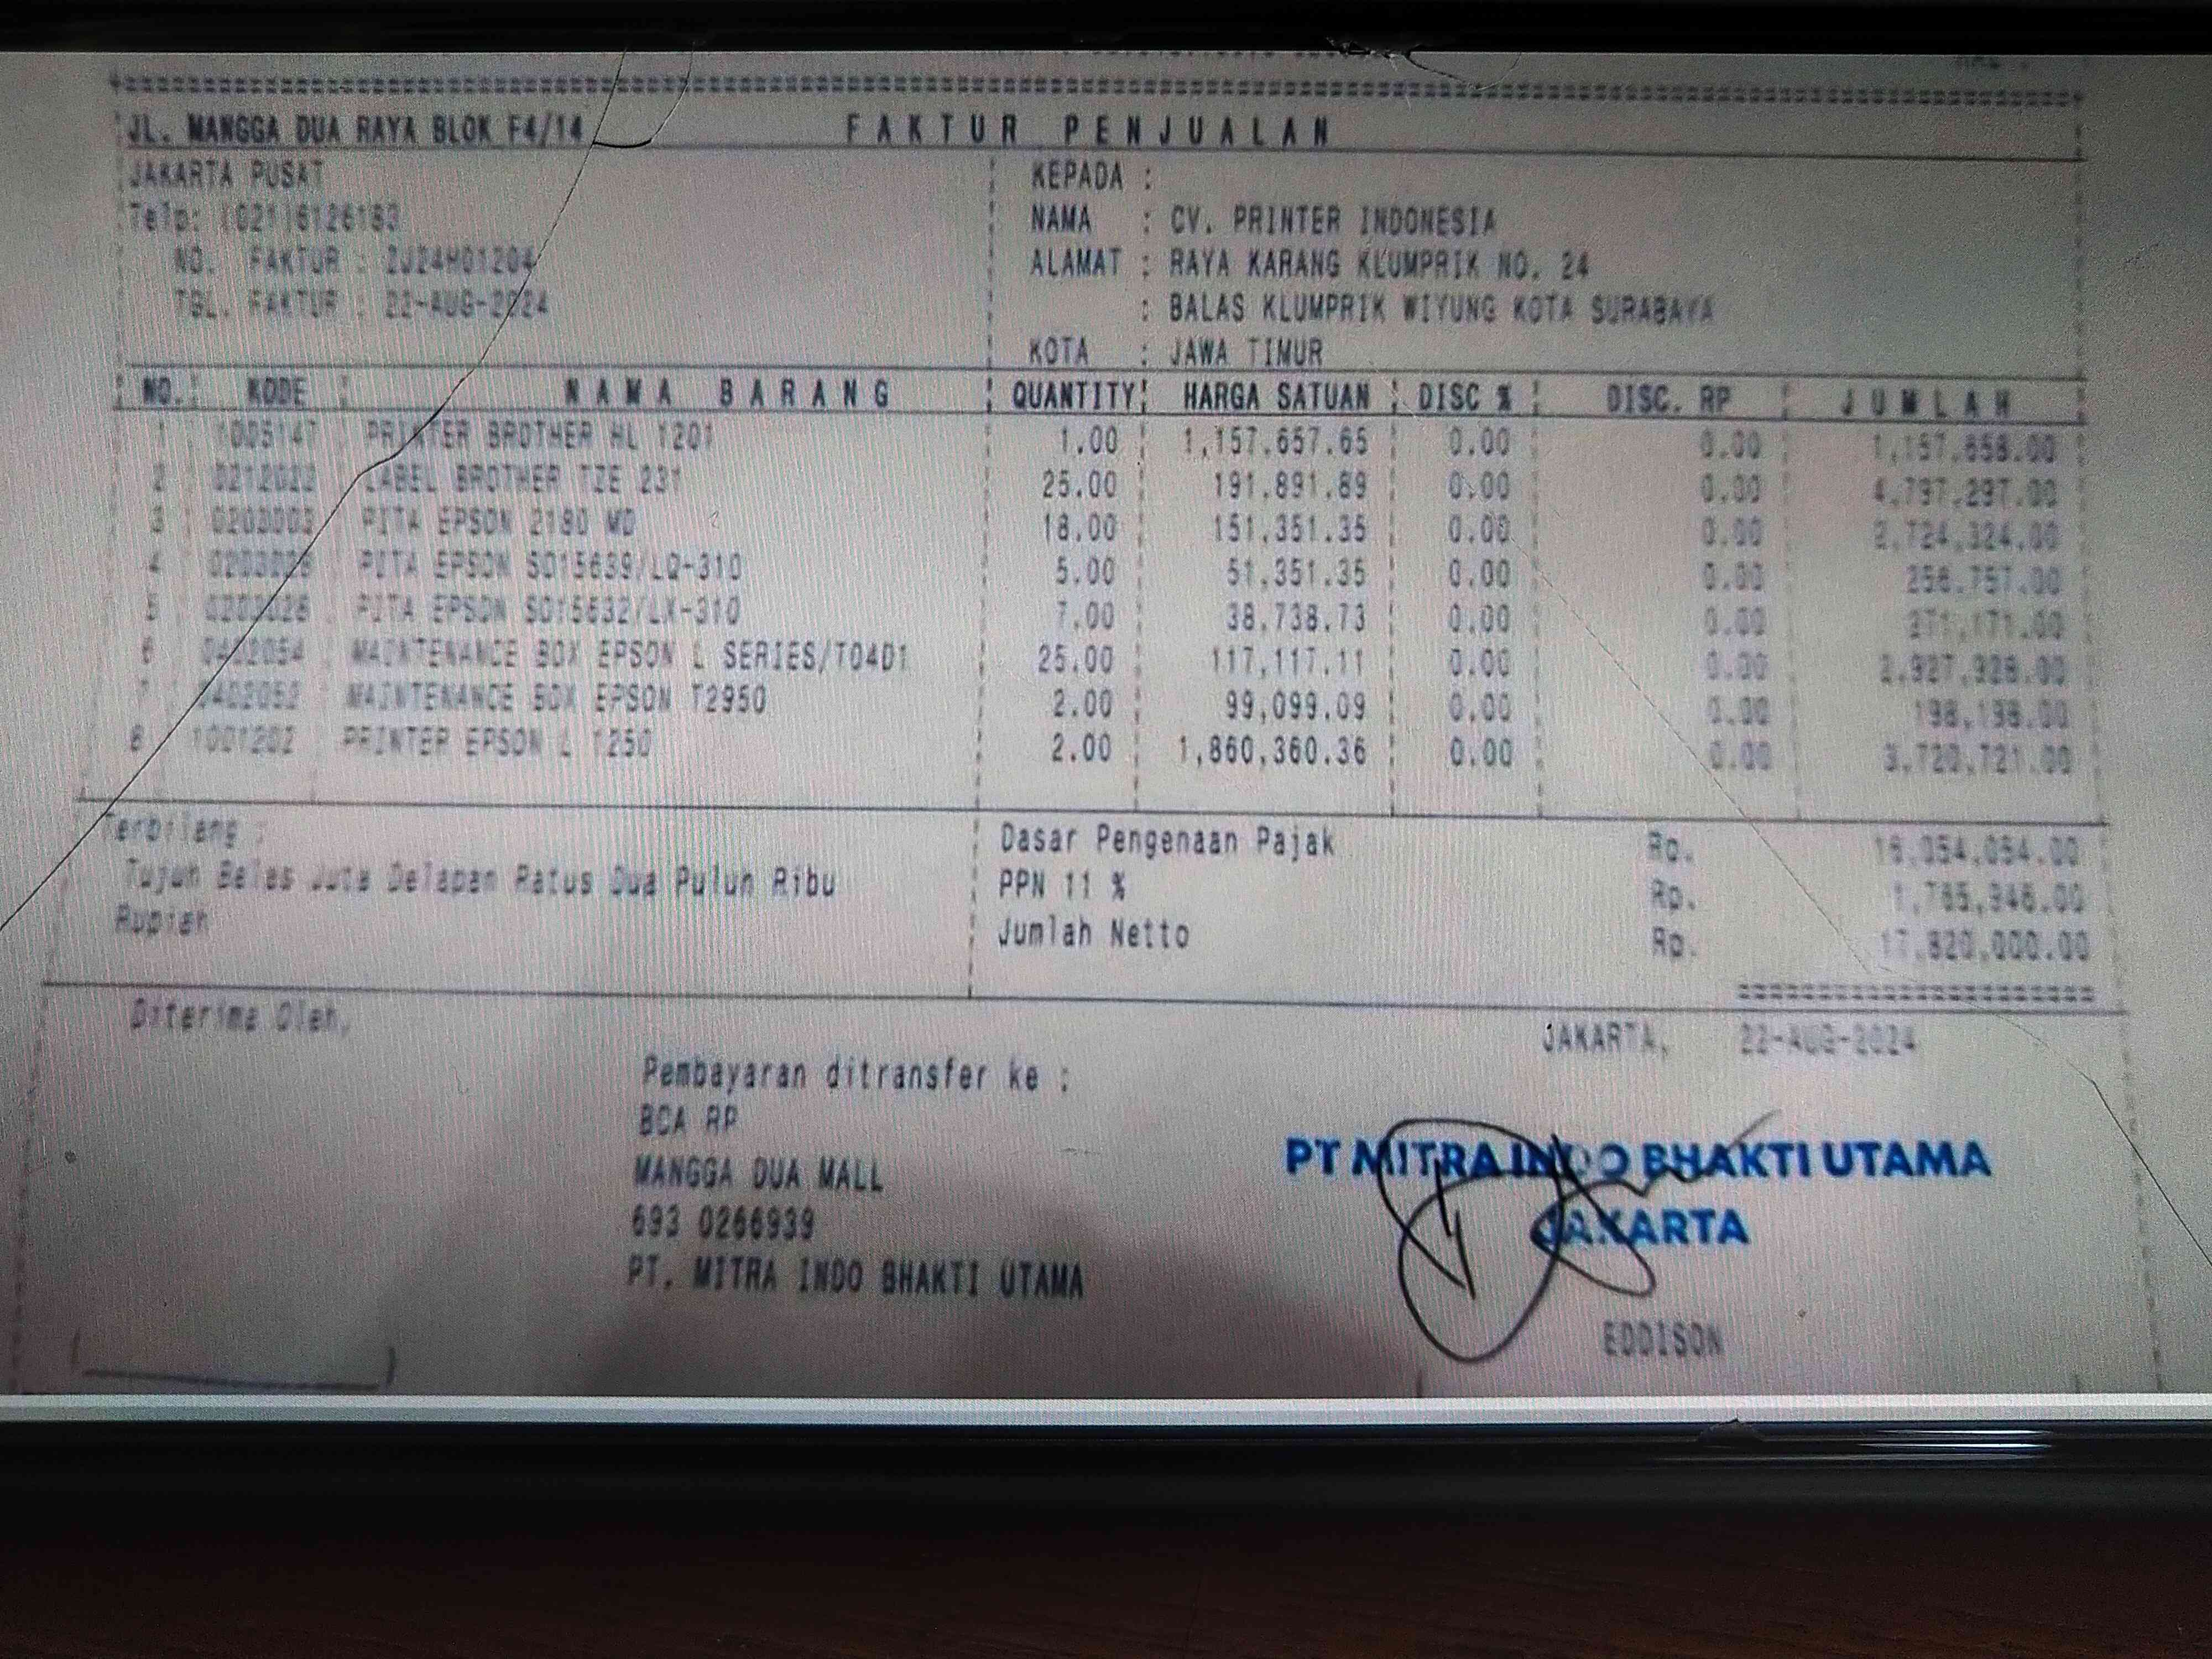 JL. MANGGA DUA RAYA BLOK F4/14
FAKTUR PENJUALAN
JAKARTA PUSAT
Telp: (021)6126183
NO. FAKTUR : ZJ24H01204
TGL. FAKTUR : 22-AUG-2024
KEPADA :
NAMA : CV. PRINTER INDONESIA
ALAMAT : RAYA KARANG KLUMPRIK NO. 24
: BALAS KLUMPRIK WIYUNG KOTA SURABAYA
KOTA : JAWA TIMUR
NO. KODE NAMA BARANG QUANTITY HARGA SATUAN DISC % DISC. RP JUMLAH
1 1005147 PRINTER BROTHER HL 1201 1.00 1,157,657.65 0.00 0.00 1,157,658.00
2 LABEL BROTHER TZE 231 25.00 191,891.89 0.00 0.00 4,797,297.00
3 0203003 PITA EPSON 2180 MD 18.00 151,351.35 0.00 0.00 2,724,324.00
4 PITA EPSON SO15639/LQ-310 5.00 51,351.35 0.00 0.00 256,757.00
5 PITA EPSON SO15632/LX-310 7.00 38,738.73 0.00 0.00 271,171.00
6 MAINTENANCE BOX EPSON L SERIES/T04D1 25.00 117,117.11 0.00 0.00 2,927,928.00
7 MAINTENANCE BOX EPSON T2950 2.00 99,099.09 0.00 0.00 198,198.00
8 1001202 PRINTER EPSON L 1250 2.00 1,860,360.36 0.00 0.00 3,720,721.00
Terbilang :
Tujuh Belas Juta Delapan Ratus Dua Puluh Ribu
Rupiah
Dasar Pengenaan Pajak Rp. 16,054,054.00
PPN 11 % Rp. 1,765,946.00
Jumlah Netto Rp. 17,820,000.00
Diterima Oleh,
JAKARTA, 22-AUG-2024
Pembayaran ditransfer ke :
BCA RP
MANGGA DUA MALL
693 0266939
PT. MITRA INDO BHAKTI UTAMA
PT MITRA INDO BHAKTI UTAMA
JAKARTA
EDDISON